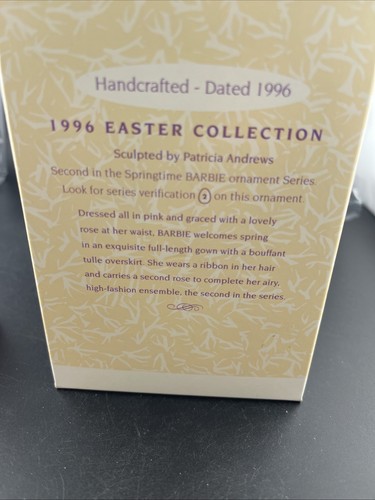 Handcrafted - Dated 1996
1996 EASTER COLLECTION
Sculpted by Patricia Andrews
Second in the Springtime BARBIE ornament Series.
Look for series verification 2 on this ornament.
Dressed all in pink and graced with a lovely
rose at her waist, BARBIE welcomes spring
in an exquisite full-length gown with a bouffant
tulle overskirt. She wears a ribbon in her hair
and carries a second rose to complete her airy,
high-fashion ensemble, the second in the series.